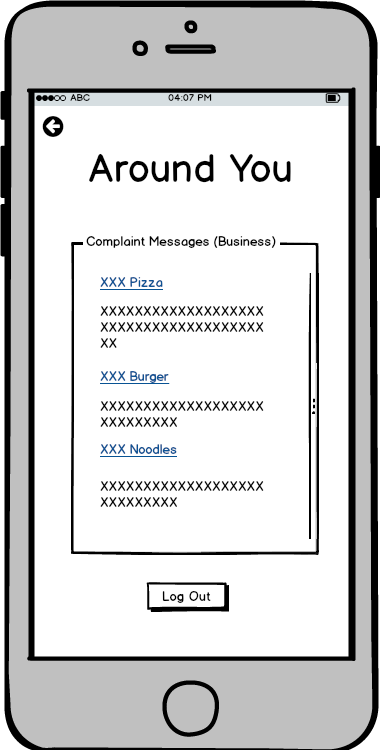 ABC 04:07 PM
Around You
Complaint Messages (Business)
XXX Pizza
XXXXXXXXXXXXXXXXXXX
XXXXXXXXXXXXXXXXXXX
XX
XXX Burger
XXXXXXXXXXXXXXXXXXX
XXXXXXXXX
XXX Noodles
XXXXXXXXXXXXXXXXXXX
XXXXXXXXX
Log Out